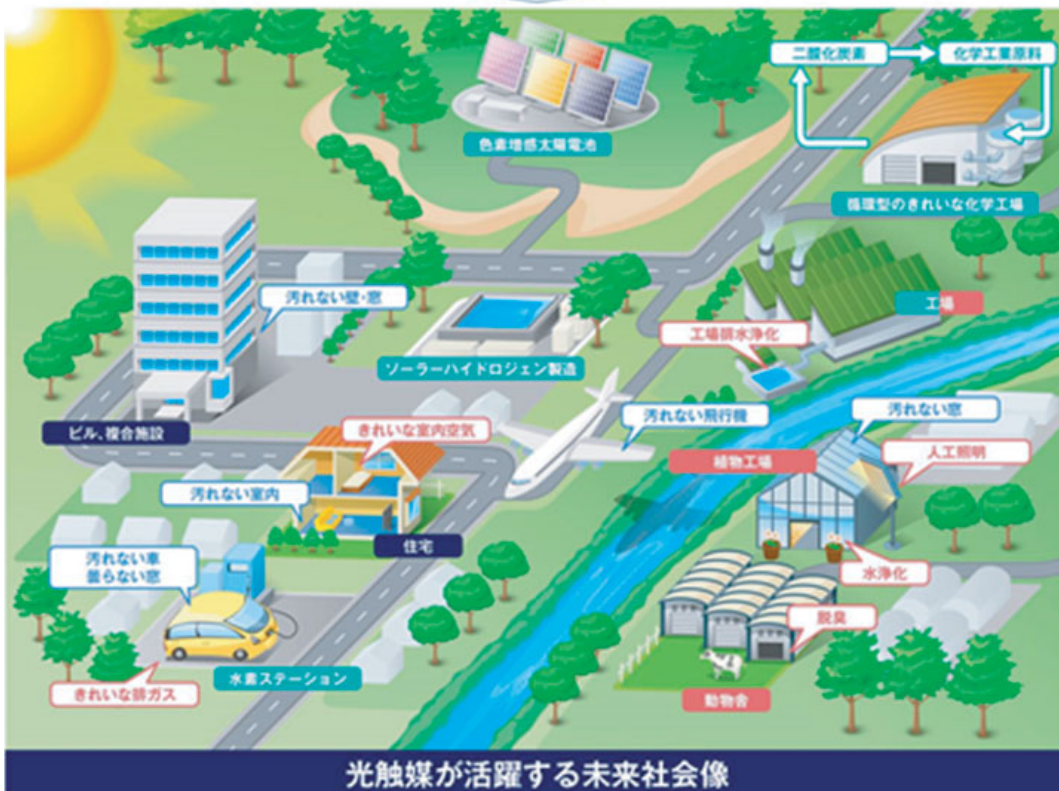 二酸化炭素
化学工業原料
色素増感太陽電池
循環型のきれいな化学工場
汚れない壁・窓
工場
工場排水浄化
ソーラーハイドロジェン製造
汚れない飛行機
汚れない窓
ビル、複合施設
きれいな室内空気
植物工場
人工照明
汚れない室内
住宅
汚れない車
曇らない窓
水浄化
脱臭
きれいな排ガス
水素ステーション
動物舎
光触媒が活躍する未来社会像